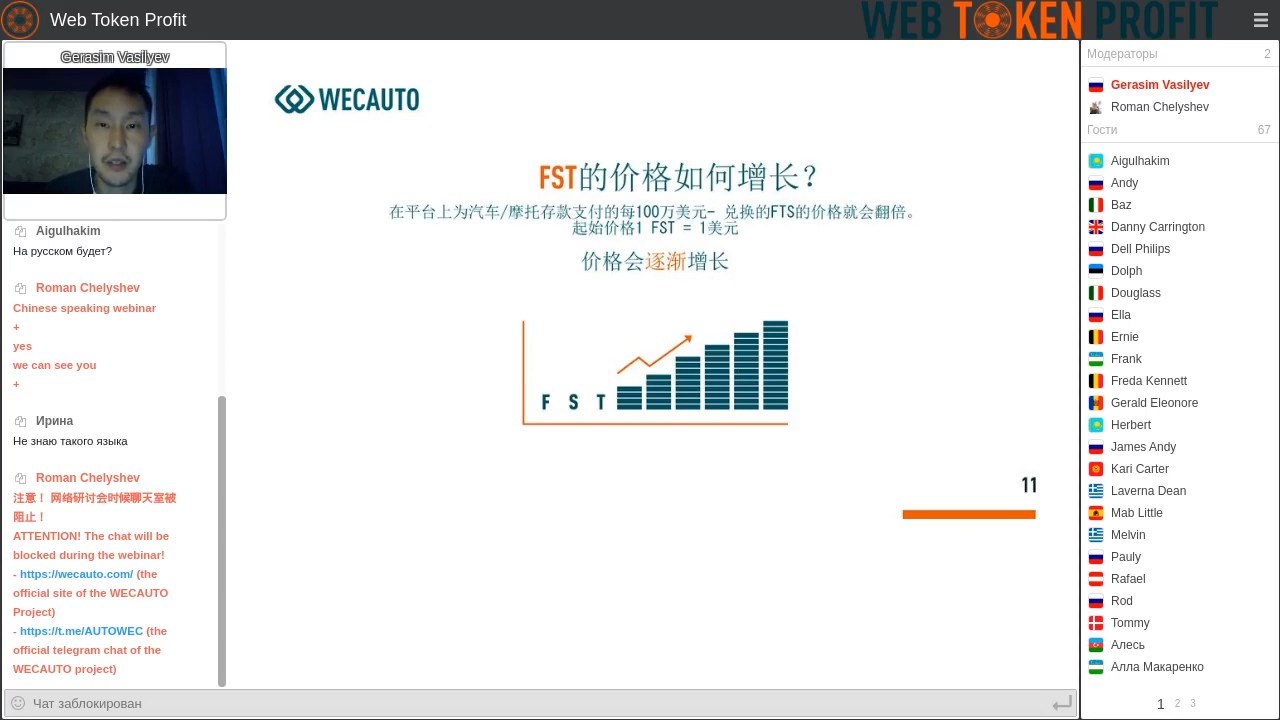 Web Token Profit
WEB TOKEN PROFIT
Gerasim Vasilyev
Aigulhakim
На русском будет?
Roman Chelyshev
Chinese speaking webinar
+
yes
we can see you
+
Ирина
Не знаю такого языка
Roman Chelyshev
注意！ 网络研讨会时候聊天室被
阻止！
ATTENTION! The chat will be
blocked during the webinar!
- https://wecauto.com/ (the
official site of the WECAUTO
Project)
- https://t.me/AUTOWEC (the
official telegram chat of the
WECAUTO project)
Чат заблокирован
WECAUTO
FST的价格如何增长?
在平台上为汽车/摩托存款支付的每100万美元- 兑换的FTS的价格就会翻倍。
起始价格1 FST = 1美元
价格会逐渐增长
F S T
11
Модераторы 2
Gerasim Vasilyev
Roman Chelyshev
Гости 67
Aigulhakim
Andy
Baz
Danny Carrington
Dell Philips
Dolph
Douglass
Ella
Ernie
Frank
Freda Kennett
Gerald Eleonore
Herbert
James Andy
Kari Carter
Laverna Dean
Mab Little
Melvin
Pauly
Rafael
Rod
Tommy
Алесь
Алла Макаренко
1 2 3